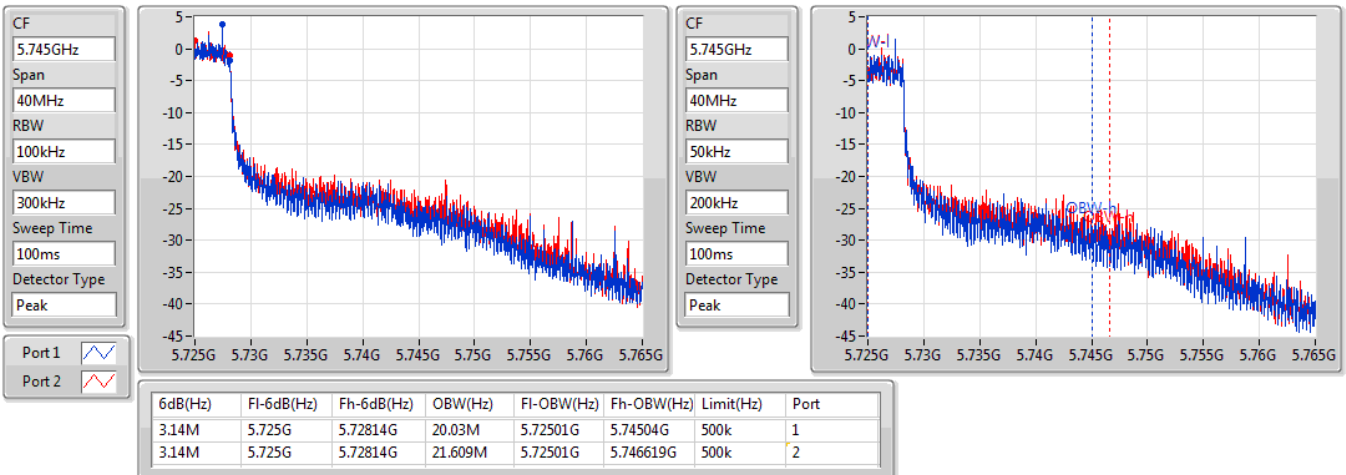 CF
5.745GHz
Span
40MHz
RBW
100kHz
VBW
300kHz
Sweep Time
100ms
Detector Type
Peak
Port 1
Port 2
5
0
-5
-10
-15
-20
-25
-30
-35
-40
-45
5.725G 5.73G 5.735G 5.74G 5.745G 5.75G 5.755G 5.76G 5.765G
CF
5.745GHz
Span
40MHz
RBW
50kHz
VBW
200kHz
Sweep Time
100ms
Detector Type
Peak
5
0
-5
-10
-15
-20
-25
-30
-35
-40
-45
OBW-h
5.725G 5.73G 5.735G 5.74G 5.745G 5.75G 5.755G 5.76G 5.765G
6dB(Hz) Fl-6dB(Hz) Fh-6dB(Hz) OBW(Hz) Fl-OBW(Hz) Fh-OBW(Hz) Limit(Hz) Port
3.14M 5.725G 5.72814G 20.03M 5.72501G 5.74504G 500k 1
3.14M 5.725G 5.72814G 21.609M 5.72501G 5.746619G 500k 2